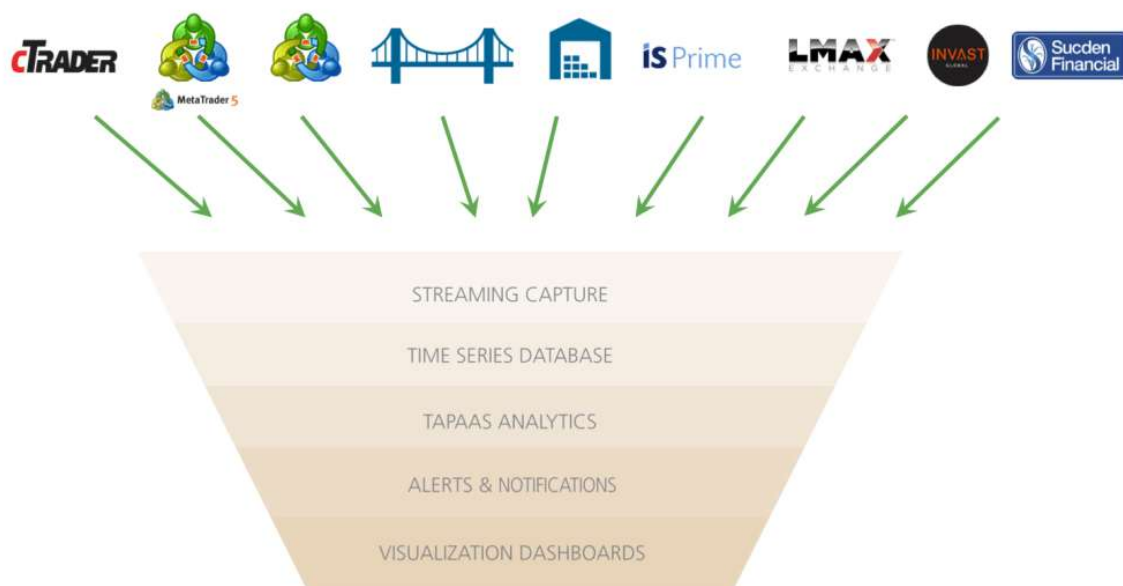 cTRADER
MetaTrader 5
iS Prime
LMAX
EXCHANGE
INVAST
GLOBAL
Sucden
Financial
STREAMING CAPTURE
TIME SERIES DATABASE
TAPAAS ANALYTICS
ALERTS & NOTIFICATIONS
VISUALIZATION DASHBOARDS